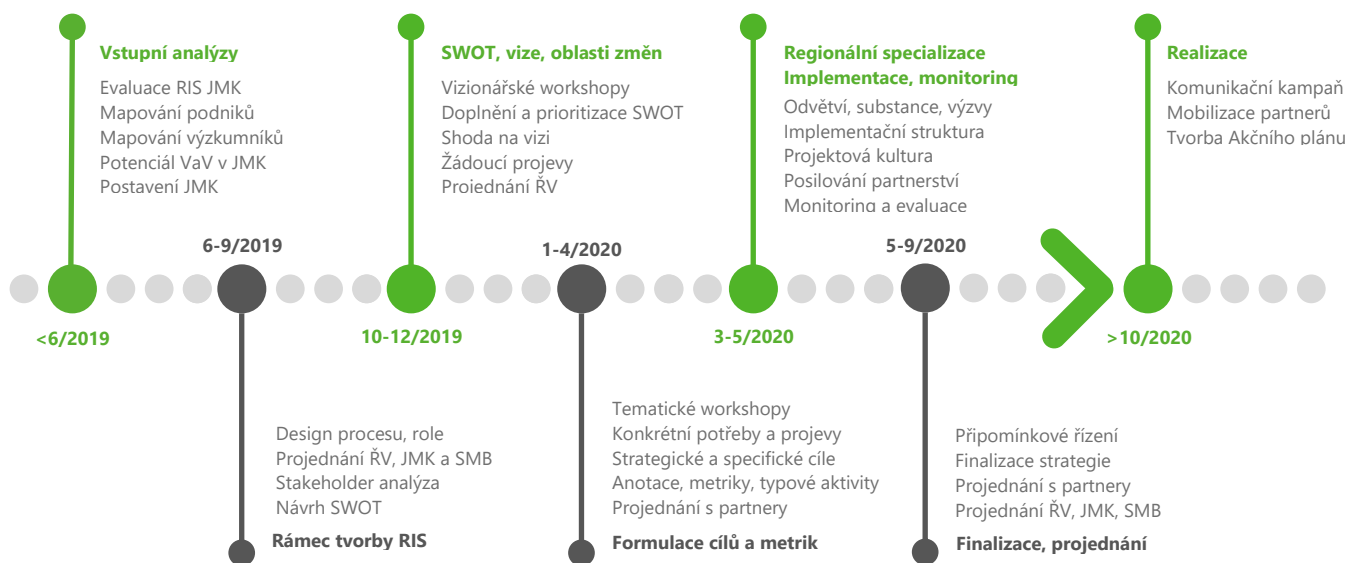 Vstupní analýzy
Evaluace RIS JMK
Mapování podniků
Mapování výzkumníků
Potenciál VaV v JMK
Postavení JMK
SWOT, vize, oblasti změn
Vizionářské workshopy
Doplnění a prioritizace SWOT
Shoda na vizi
Žádoucí projevy
Projednání ŘV
Regionální specializace
Implementace, monitoring
Odvětví, substance, výzvy
Implementační struktura
Projektová kultura
Posilování partnerství
Monitoring a evaluace
Realizace
Komunikační kampaň
Mobilizace partnerů
Tvorba Akčního plánu
6-9/2019
1-4/2020
5-9/2020
<6/2019
10-12/2019
3-5/2020
>10/2020
Design procesu, role
Projednání ŘV, JMK a SMB
Stakeholder analýza
Návrh SWOT
Rámec tvorby RIS
Tematické workshopy
Konkrétní potřeby a projevy
Strategické a specifické cíle
Anotace, metriky, typové aktivity
Projednání s partnery
Formulace cílů a metrik
Připomínkové řízení
Finalizace strategie
Projednání s partnery
Projednání ŘV, JMK, SMB
Finalizace, projednání